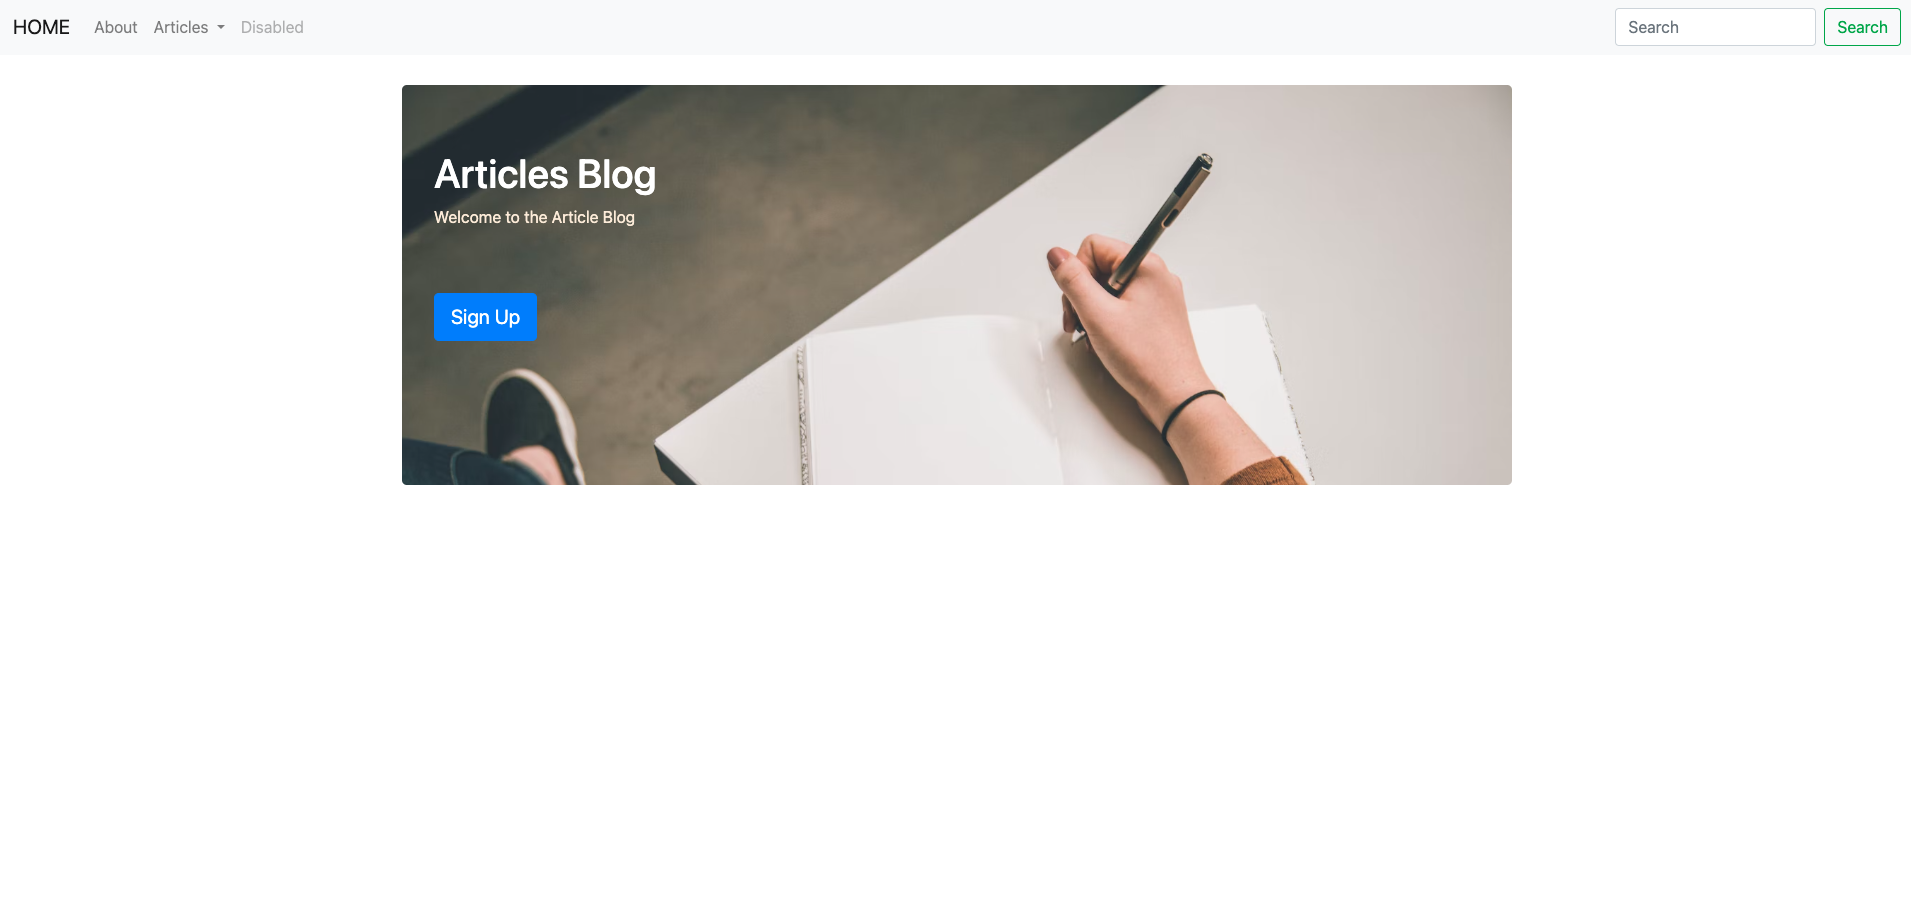 HOME About Articles Disabled Search Search
Articles Blog
Welcome to the Article Blog
Sign Up